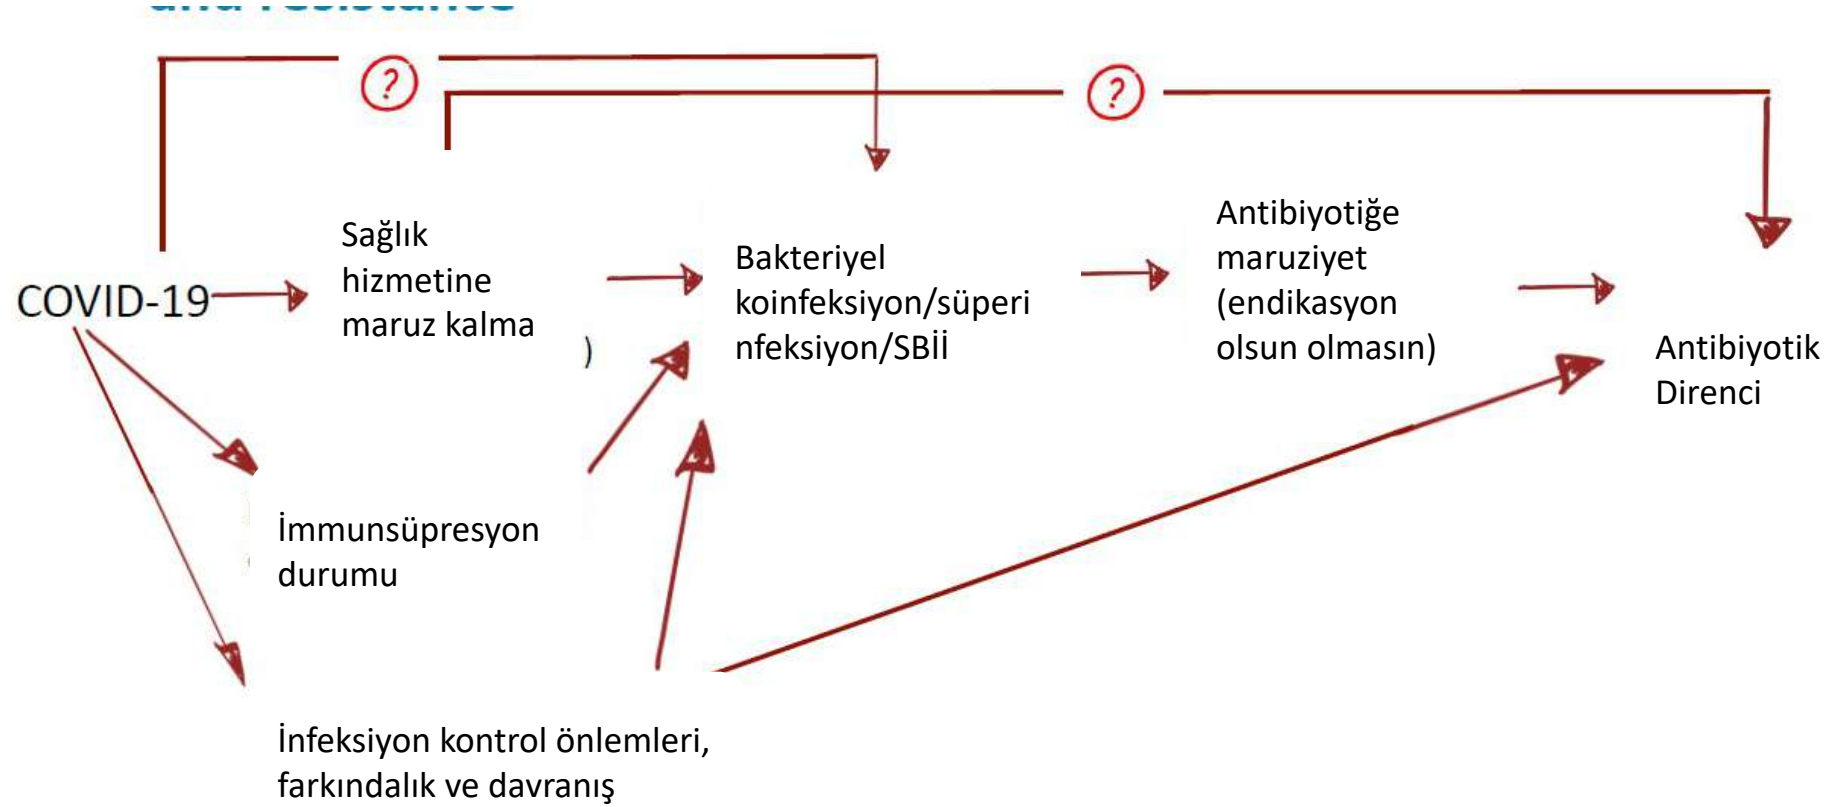 ?
?
COVID-19
Sağlık
hizmetine
maruz kalma
)
Bakteriyel
koinfeksiyon/süperi
nfeksiyon/SBİİ
Antibiyotiğe
maruziyet
(endikasyon
olsun olmasın)
Antibiyotik
Direnci
İmmunsüpresyon
durumu
İnfeksiyon kontrol önlemleri,
farkındalık ve davranış